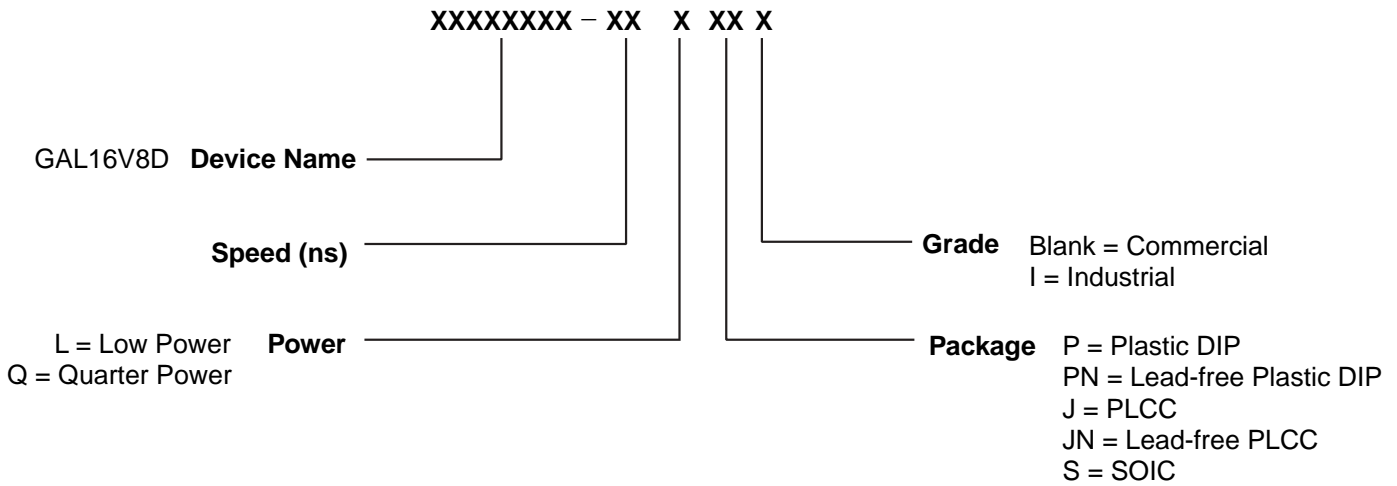 XXXXXXXX – XX X XX X
GAL16V8D Device Name
Speed (ns)
Grade Blank = Commercial
I = Industrial
L = Low Power Power
Q = Quarter Power
Package P = Plastic DIP
PN = Lead-free Plastic DIP
J = PLCC
JN = Lead-free PLCC
S = SOIC